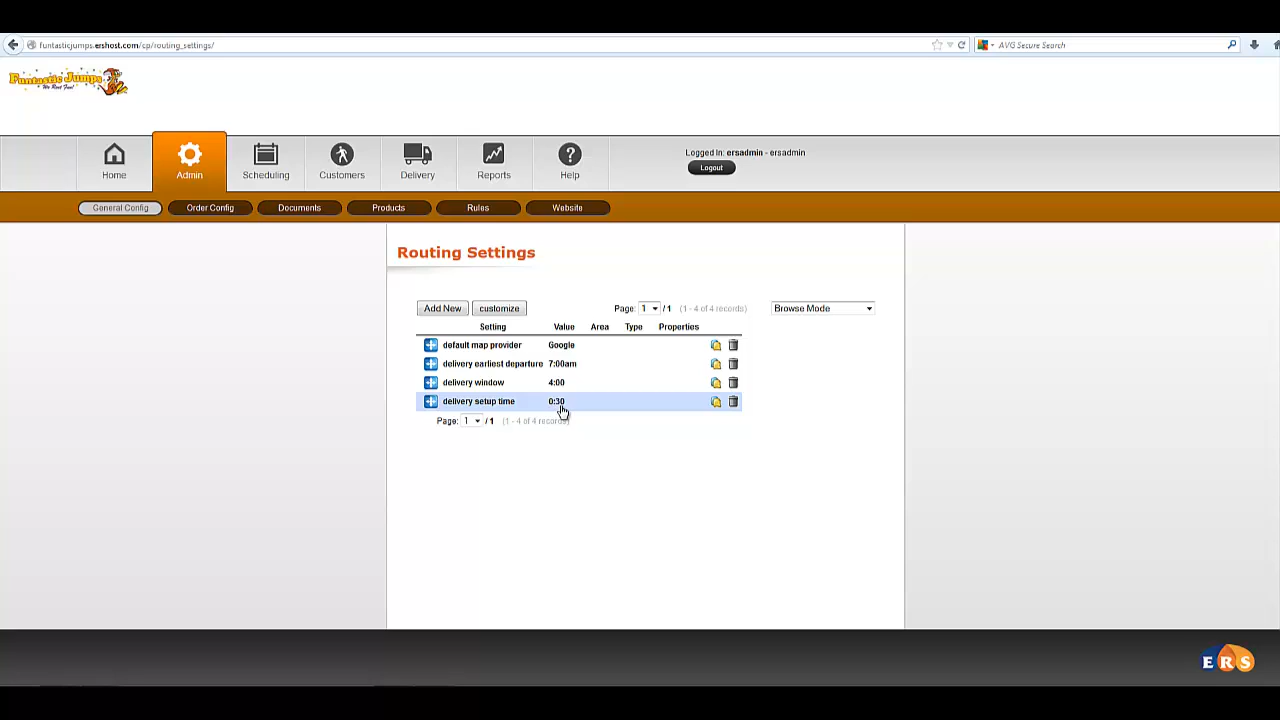 funtasticjumps.ershost.com/cp/routing_settings/
AVG Secure Search
Funtastic Jumps
We Rent Fun!
Home
Admin
Scheduling
Customers
Delivery
Reports
Help
Logged In: ersadmin - ersadmin
Logout
General Config
Order Config
Documents
Products
Rules
Website
Routing Settings
Add New
customize
Page: 1 / 1 (1 - 4 of 4 records)
Browse Mode
Setting Value Area Type Properties
default map provider Google
delivery earliest departure 7:00am
delivery window 4:00
delivery setup time 0:30
Page: 1 / 1 (1 - 4 of 4 records)
ERS